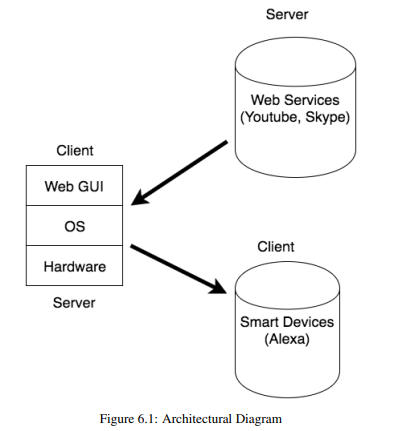 Server
Web Services
(Youtube, Skype)
Client
Web GUI
OS
Hardware
Server
Client
Smart Devices
(Alexa)
Figure 6.1: Architectural Diagram